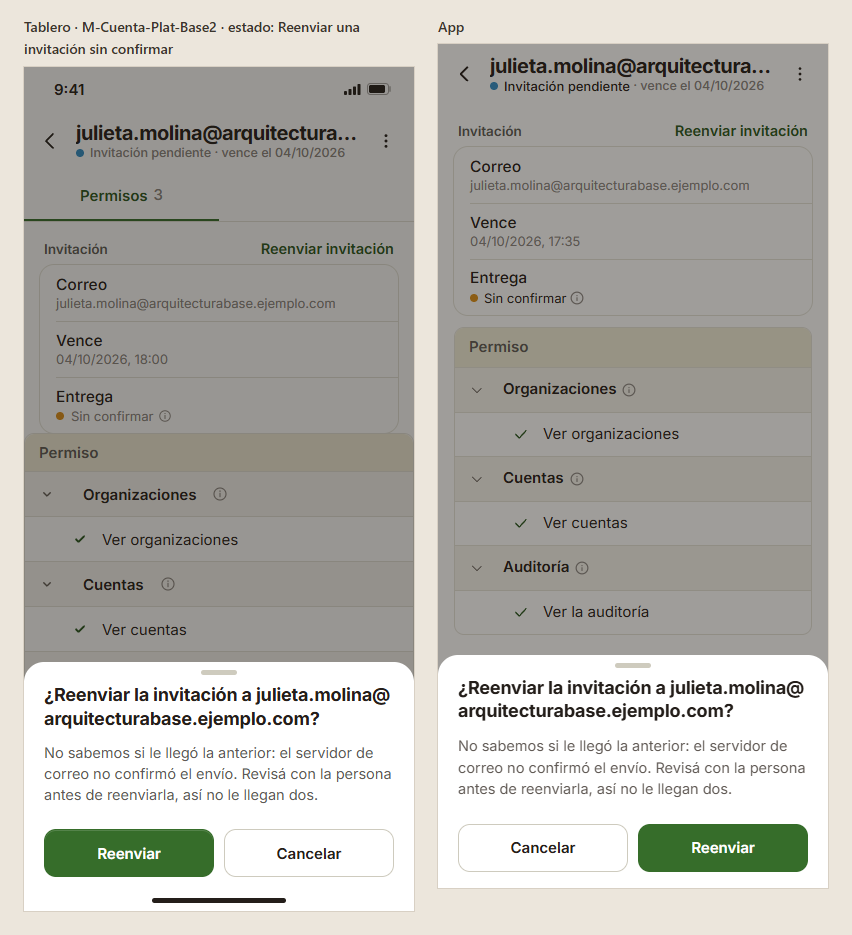 Tablero · M-Cuenta-Plat-Base2 · estado: Reenviar una
invitación sin confirmar
9:41
julieta.molina@arquitectura…
Invitación pendiente · vence el 04/10/2026
Permisos 3
Invitación
Reenviar invitación
Correo
julieta.molina@arquitecturabase.ejemplo.com
Vence
04/10/2026, 18:00
Entrega
Sin confirmar
Permiso
Organizaciones
Ver organizaciones
Cuentas
Ver cuentas
¿Reenviar la invitación a julieta.molina@
arquitecturabase.ejemplo.com?
No sabemos si le llegó la anterior: el servidor de
correo no confirmó el envío. Revisá con la persona
antes de reenviarla, así no le llegan dos.
Reenviar
Cancelar
App
julieta.molina@arquitectura…
Invitación pendiente · vence el 04/10/2026
Invitación
Reenviar invitación
Correo
julieta.molina@arquitecturabase.ejemplo.com
Vence
04/10/2026, 17:35
Entrega
Sin confirmar
Permiso
Organizaciones
Ver organizaciones
Cuentas
Ver cuentas
Auditoría
Ver la auditoría
¿Reenviar la invitación a julieta.molina@
arquitecturabase.ejemplo.com?
No sabemos si le llegó la anterior: el servidor de
correo no confirmó el envío. Revisá con la persona
antes de reenviarla, así no le llegan dos.
Cancelar
Reenviar